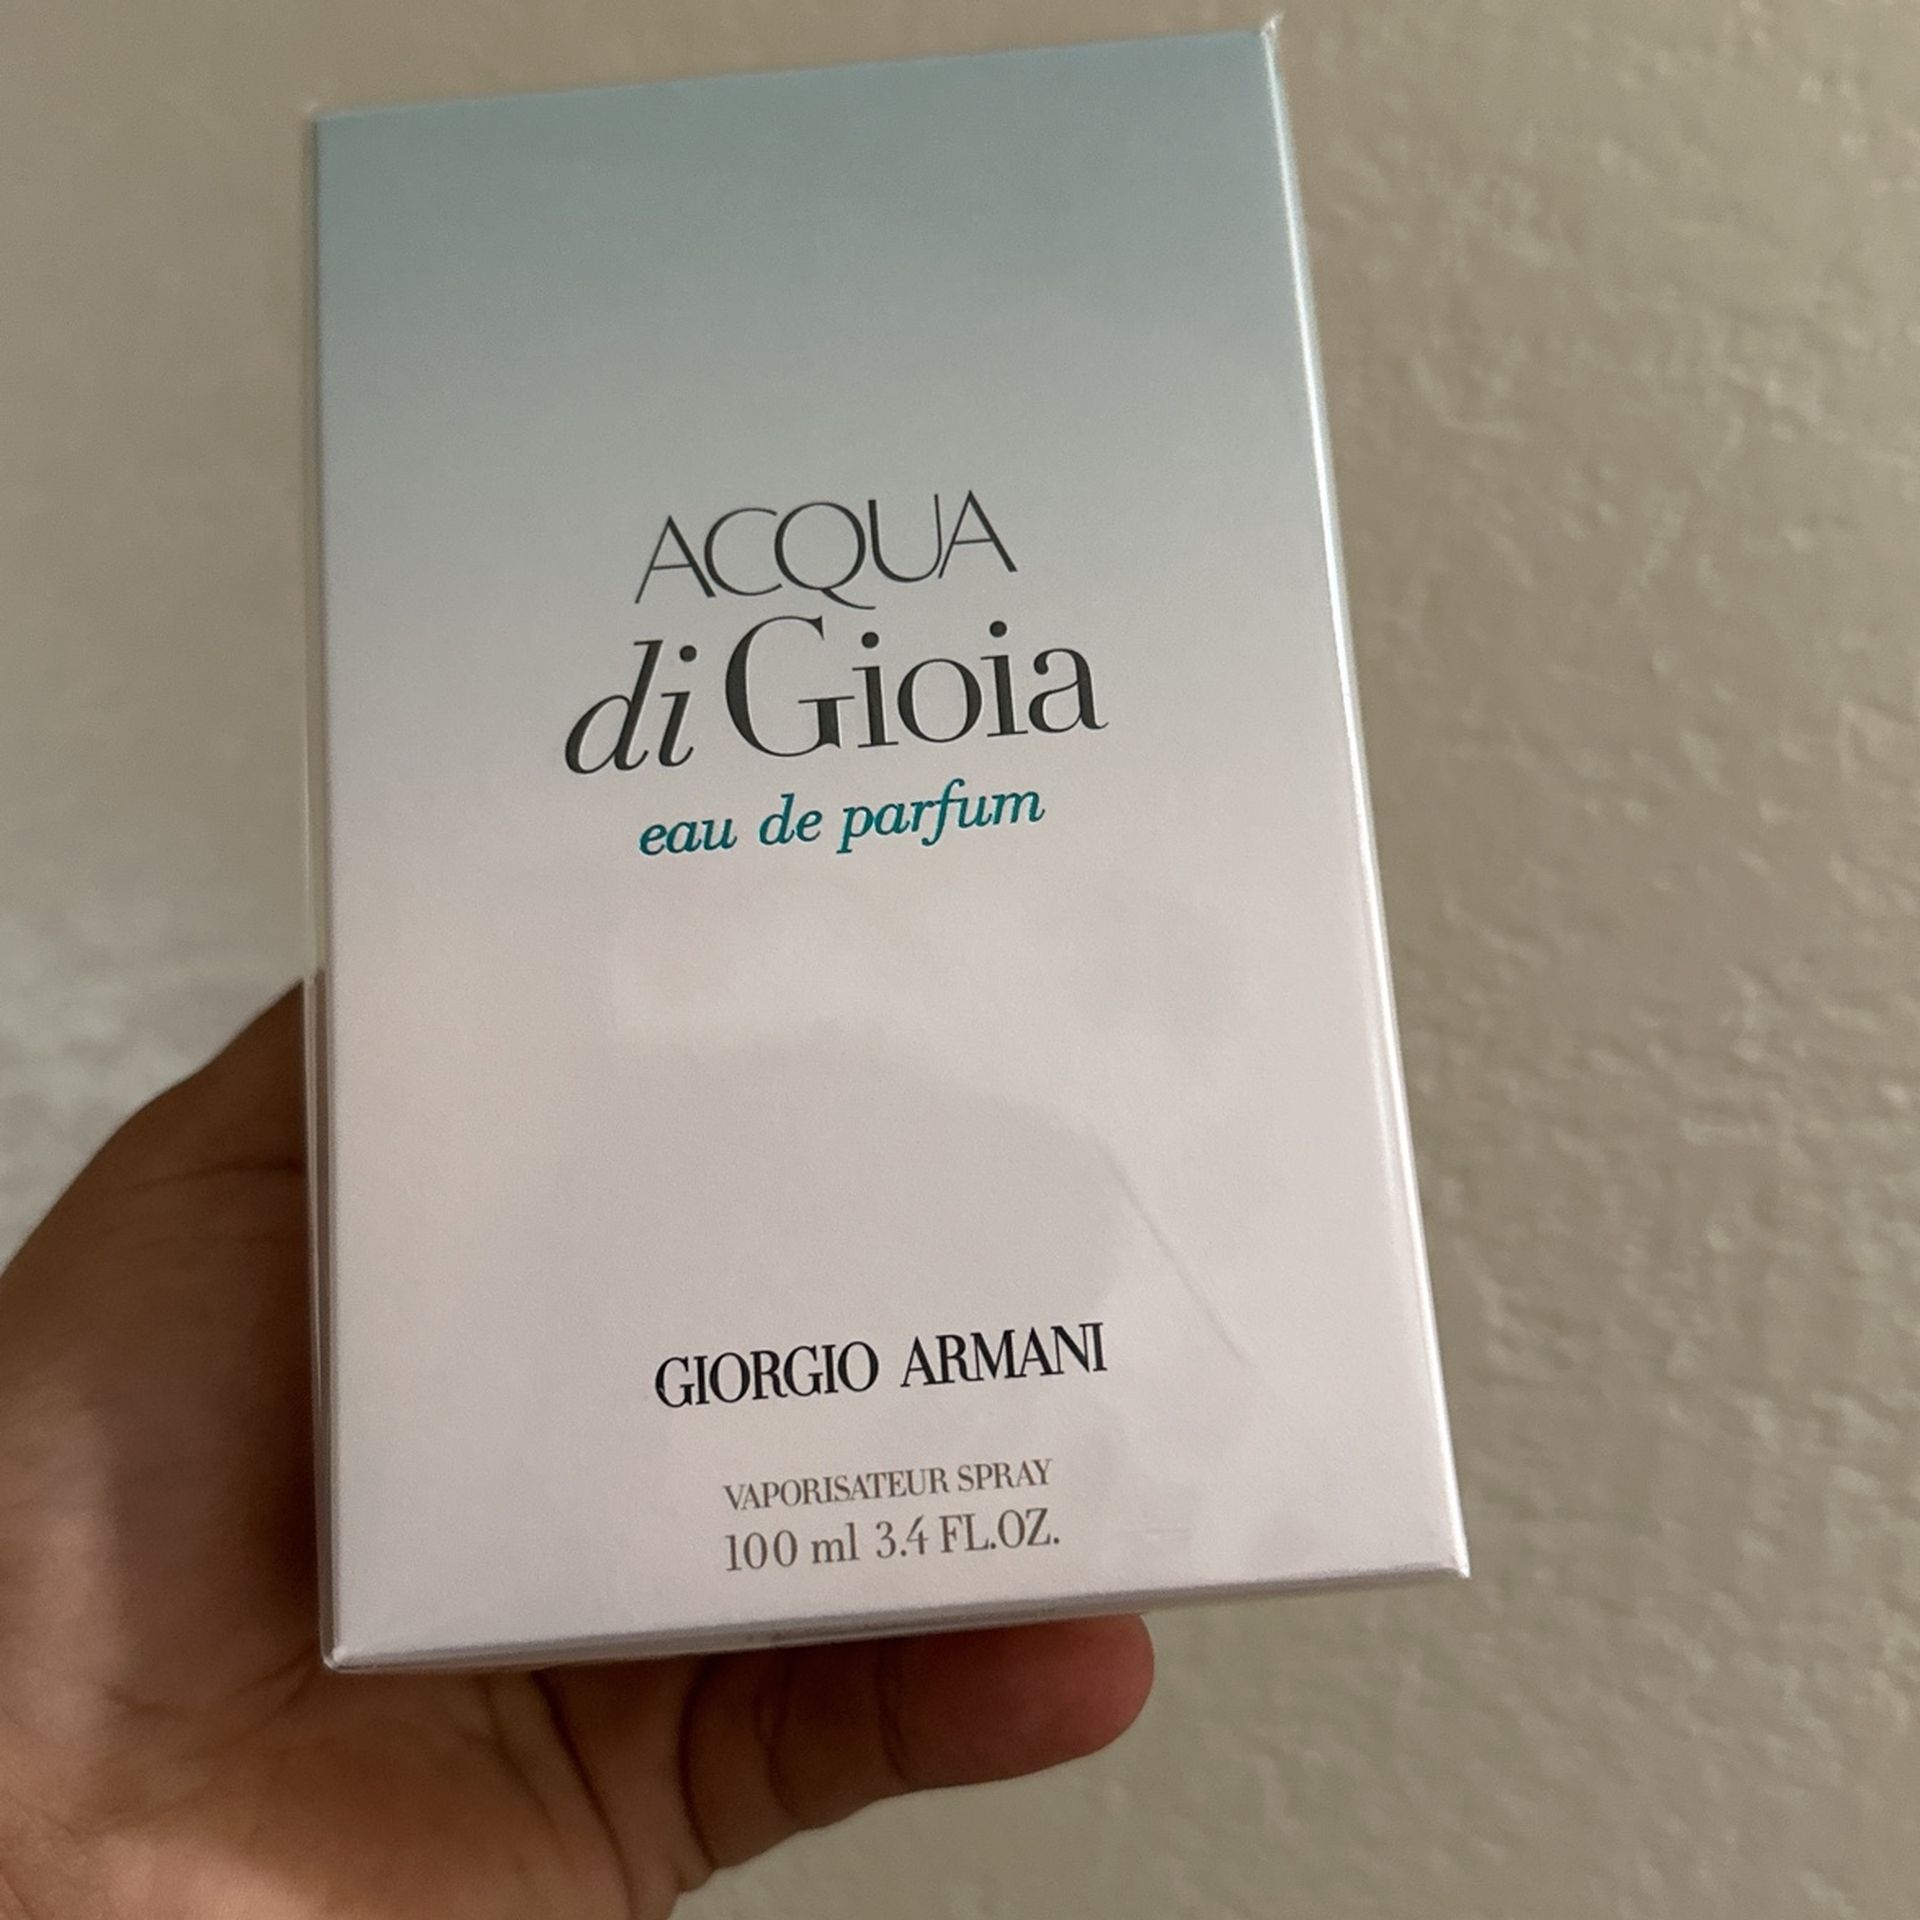 ACQUA
di Gioia
eau de parfum
GIORGIO ARMANI
VAPORISATEUR SPRAY
100 ml 3.4 FL.OZ.